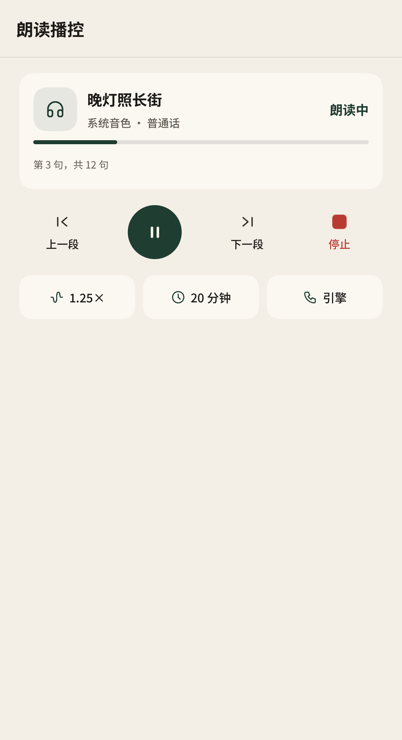 朗读播控
晚灯照长街
系统音色 • 普通话
朗读中
第 3 句，共 12 句
上一段
下一段
停止
1.25×
20 分钟
引擎